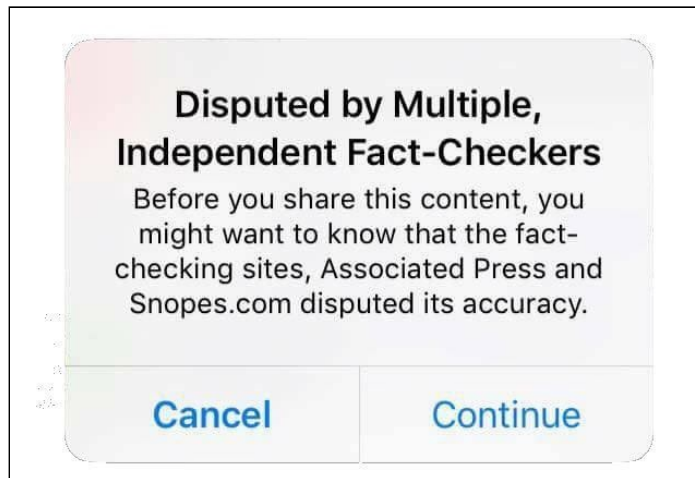 Disputed by Multiple,
Independent Fact-Checkers
Before you share this content, you
might want to know that the fact-
checking sites, Associated Press and
Snopes.com disputed its accuracy.
Cancel
Continue